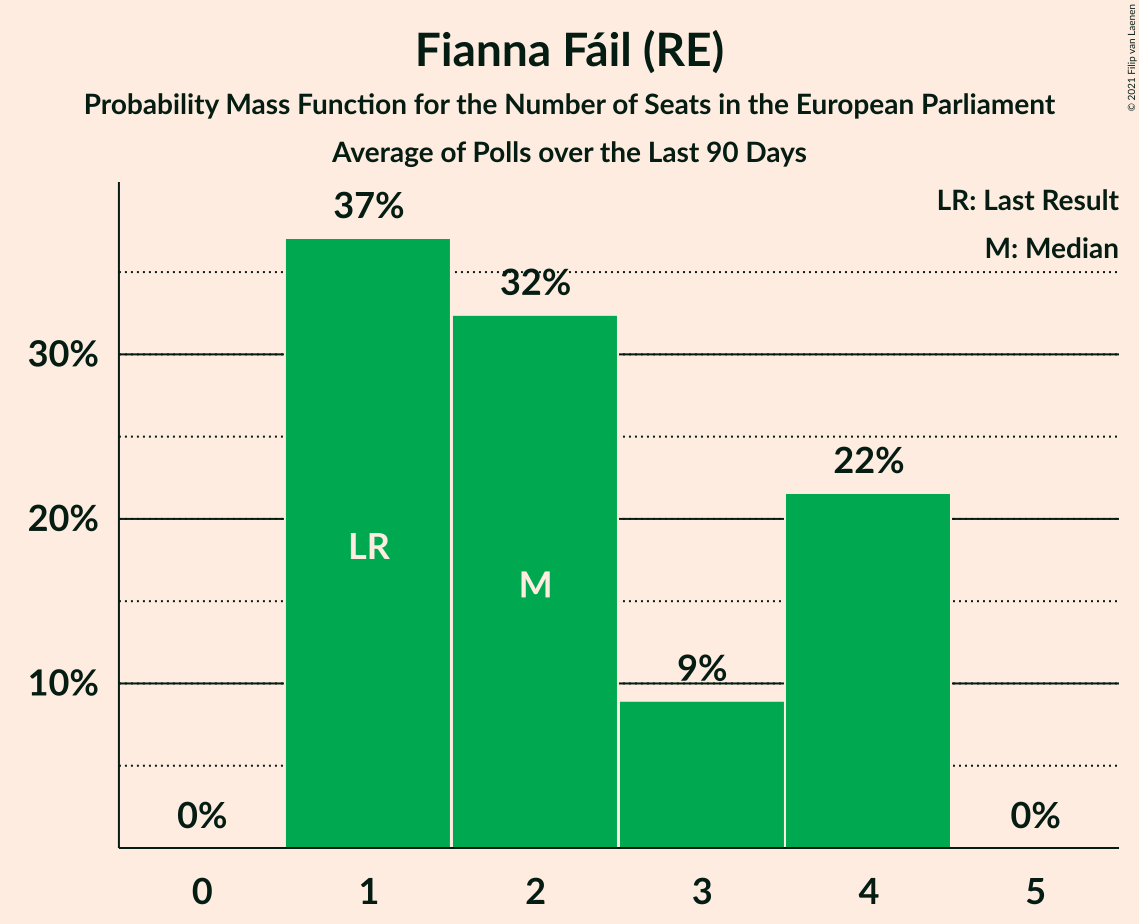 Fianna Fáil (RE)
Probability Mass Function for the Number of Seats in the European Parliament
Average of Polls over the Last 90 Days
© 2021 Filip van Laenen
LR: Last Result
M: Median
37%
32%
30%
22%
20%
LR
M
9%
10%
0%
0%
0 1 2 3 4 5